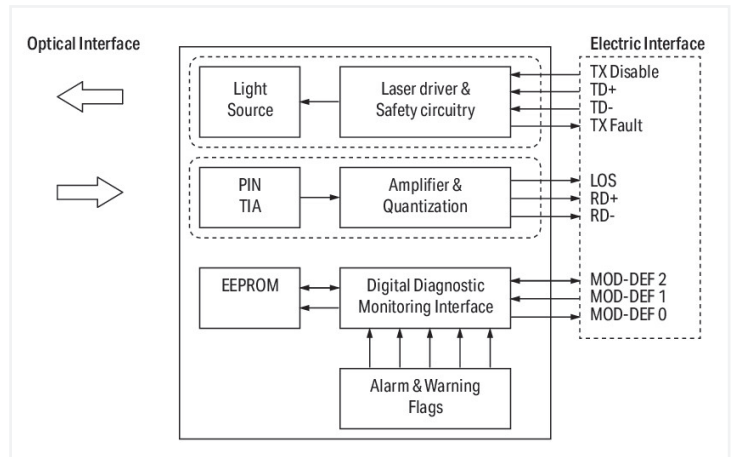 Optical Interface
Electric Interface
Light
Source
Laser driver &
Safety circuitry
TX Disable
TD+
TD-
TX Fault
PIN
TIA
Amplifier &
Quantization
LOS
RD+
RD-
EEPROM
Digital Diagnostic
Monitoring Interface
MOD-DEF 2
MOD-DEF 1
MOD-DEF 0
Alarm & Warning
Flags